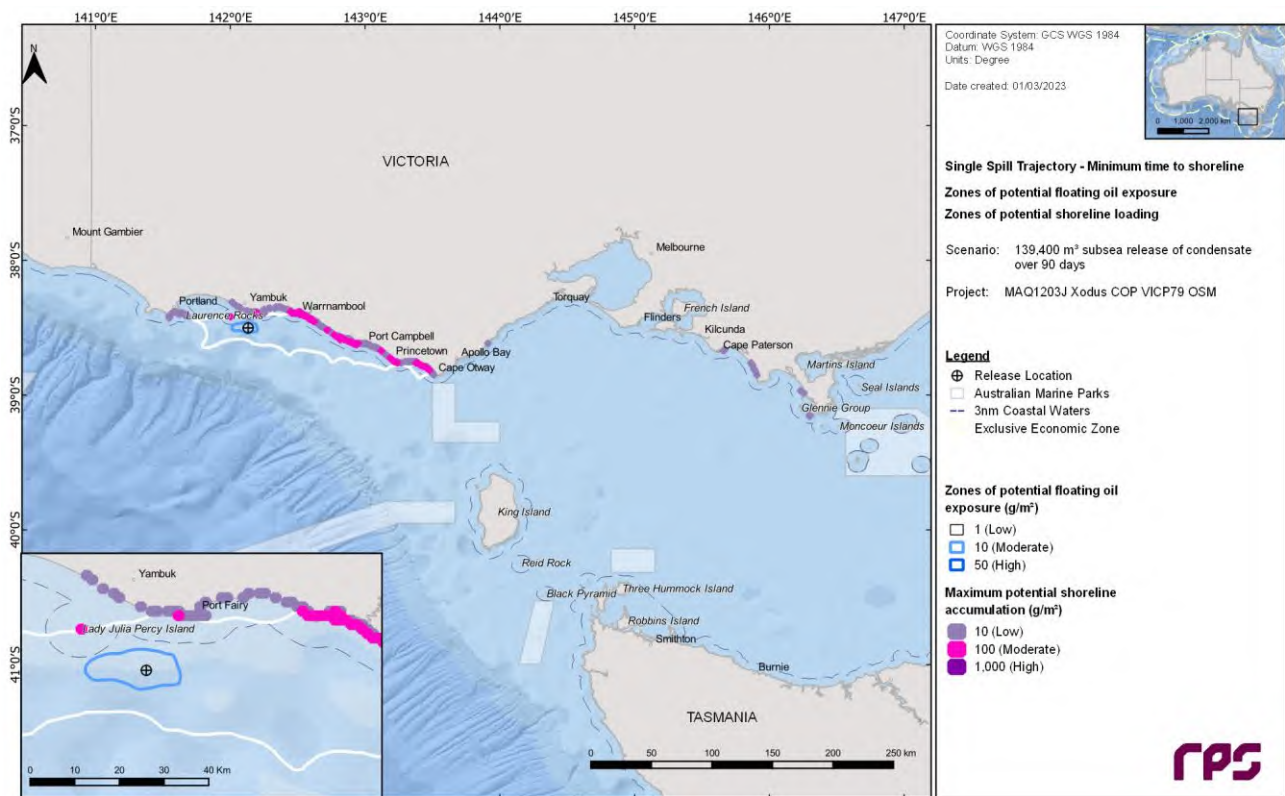 141°0'E 142°0'E 143°0'E 144°0'E 145°0'E 146°0'E 147°0'E
N
37°0'S
38°0'S
39°0'S
40°0'S
41°0'S
VICTORIA
Mount Gambier
Melbourne
Portland
Yambuk
Laurence Rocks
Warrnambool
Port Campbell
Princetown
Cape Otway
Apollo Bay
Torquay
French Island
Flinders
Kilcunda
Cape Paterson
Martins Island
Seal Islands
Glennie Group
Moncoeur Islands
King Island
Reid Rock
Black Pyramid
Three Hummock Island
Robbins Island
Smithton
Burnie
TASMANIA
0 50 100 150 200 250 km
Yambuk
Port Fairy
Lady Julia Percy Island
0 10 20 30 40 Km
Coordinate System: GCS WGS 1984
Datum: WGS 1984
Units: Degree
Date created: 01/03/2023
0 1,000 2,000 km
Single Spill Trajectory - Minimum time to shoreline
Zones of potential floating oil exposure
Zones of potential shoreline loading
Scenario: 139,400 m³ subsea release of condensate
over 90 days
Project: MAQ1203J Xodus COP VICP79 OSM
Legend
Release Location
Australian Marine Parks
3nm Coastal Waters
Exclusive Economic Zone
Zones of potential floating oil
exposure (g/m²)
1 (Low)
10 (Moderate)
50 (High)
Maximum potential shoreline
accumulation (g/m²)
10 (Low)
100 (Moderate)
1,000 (High)
rps